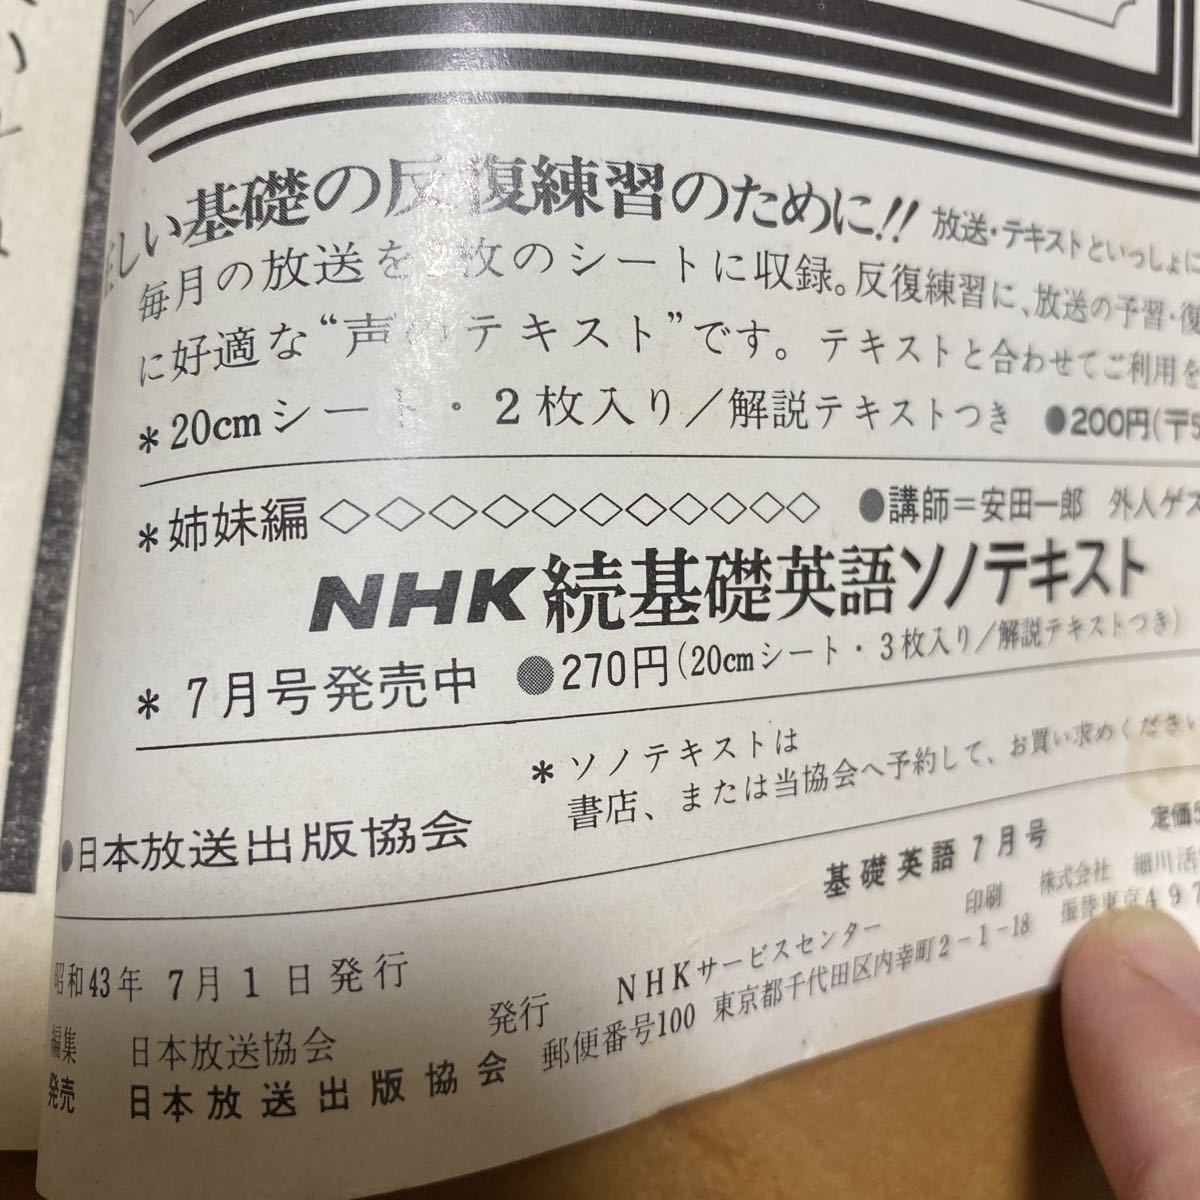 しい基礎の反復練習のために!! 放送・テキストといっしょに
毎月の放送を2枚のシートに収録。反復練習に、放送の予習・復
に好適な“声のテキスト”です。テキストと合わせてご利用を
*20cmシート・2枚入り/解説テキストつき ●200円(〒5
*姉妹編 ◇◇◇◇◇◇◇◇◇◇◇◇ ●講師=安田一郎 外人ゲス
NHK 続基礎英語ソノテキスト
* 7月号発売中 ●270円(20cmシート・3枚入り/解説テキストつき)
*ソノテキストは
書店、または当協会へ予約して、お買い求めください
●日本放送出版協会
基礎英語7月号 定価5
昭和43年 7月1日発行
編集 日本放送協会
発売 日本放送出版協会
発行 NHKサービスセンター
郵便番号100 東京都千代田区内幸町2-1-18
印刷 株式会社 細川活
振替東京497